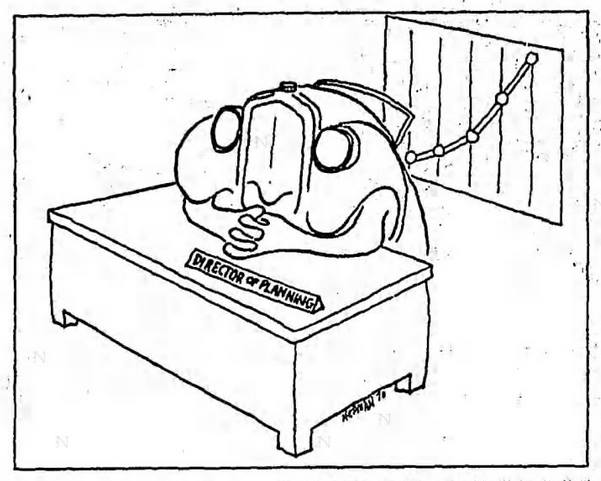 DIRECTOR OF PLANNING